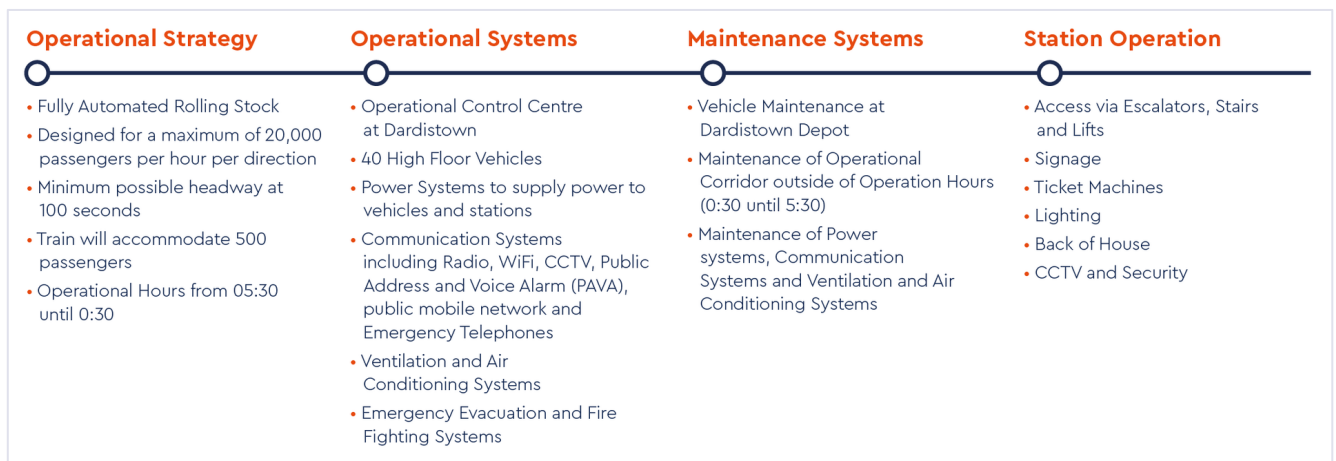 Operational Strategy
• Fully Automated Rolling Stock
• Designed for a maximum of 20,000
passengers per hour per direction
• Minimum possible headway at
100 seconds
• Train will accommodate 500
passengers
• Operational Hours from 05:30
until 0:30
Operational Systems
• Operational Control Centre
at Dardistown
• 40 High Floor Vehicles
• Power Systems to supply power to
vehicles and stations
• Communication Systems
including Radio, WiFi, CCTV, Public
Address and Voice Alarm (PAVA),
public mobile network and
Emergency Telephones
• Ventilation and Air
Conditioning Systems
• Emergency Evacuation and Fire
Fighting Systems
Maintenance Systems
• Vehicle Maintenance at
Dardistown Depot
• Maintenance of Operational
Corridor outside of Operation Hours
(0:30 until 5:30)
• Maintenance of Power
systems, Communication
Systems and Ventilation and Air
Conditioning Systems
Station Operation
• Access via Escalators, Stairs
and Lifts
• Signage
• Ticket Machines
• Lighting
• Back of House
• CCTV and Security